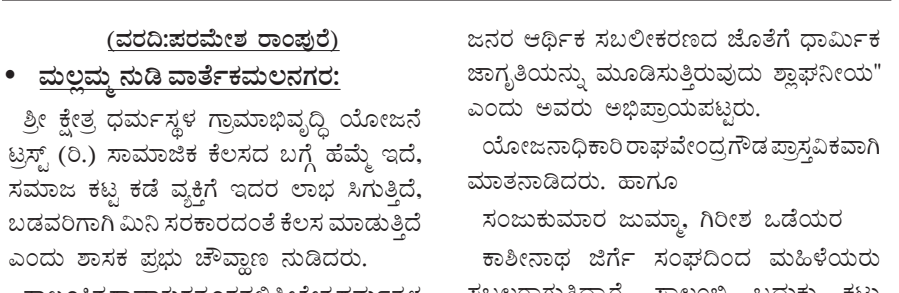 (ವರದಿ:ಪರಮೇಶ ರಾಂಪುರೆ)
• ಮಲ್ಲಮ್ಮ ನುಡಿ ವಾರ್ತೆಕಮಲನಗರ:
ಶ್ರೀ ಕ್ಷೇತ್ರ ಧರ್ಮಸ್ಥಳ ಗ್ರಾಮಾಭಿವೃದ್ಧಿ ಯೋಜನೆ
ಟ್ರಸ್ಟ್ (ರಿ.) ಸಾಮಾಜಿಕ ಕೆಲಸದ ಬಗ್ಗೆ ಹೆಮ್ಮೆ ಇದೆ,
ಸಮಾಜ ಕಟ್ಟ ಕಡೆ ವ್ಯಕ್ತಿಗೆ ಇದರ ಲಾಭ ಸಿಗುತ್ತಿದೆ,
ಬಡವರಿಗಾಗಿ ಮಿನಿ ಸರಕಾರದಂತೆ ಕೆಲಸ ಮಾಡುತ್ತಿದೆ
ಎಂದು ಶಾಸಕ ಪ್ರಭು ಚೌವ್ಹಾಣ ನುಡಿದರು.
ಜನರ ಆರ್ಥಿಕ ಸಬಲೀಕರಣದ ಜೊತೆಗೆ ಧಾರ್ಮಿಕ
ಜಾಗೃತಿಯನ್ನು ಮೂಡಿಸುತ್ತಿರುವುದು ಶ್ಲಾಘನೀಯ"
ಎಂದು ಅವರು ಅಭಿಪ್ರಾಯಪಟ್ಟರು.
ಯೋಜನಾಧಿಕಾರಿ ರಾಘವೇಂದ್ರಗೌಡ ಪ್ರಾಸ್ತವಿಕವಾಗಿ
ಮಾತನಾಡಿದರು. ಹಾಗೂ
ಸಂಜುಕುಮಾರ ಜುಮ್ಮಾ, ಗಿರೀಶ ಒಡೆಯರ
ಕಾಶೀನಾಥ ಜಿರ್ಗೆ ಸಂಘದಿಂದ ಮಹಿಳೆಯರು